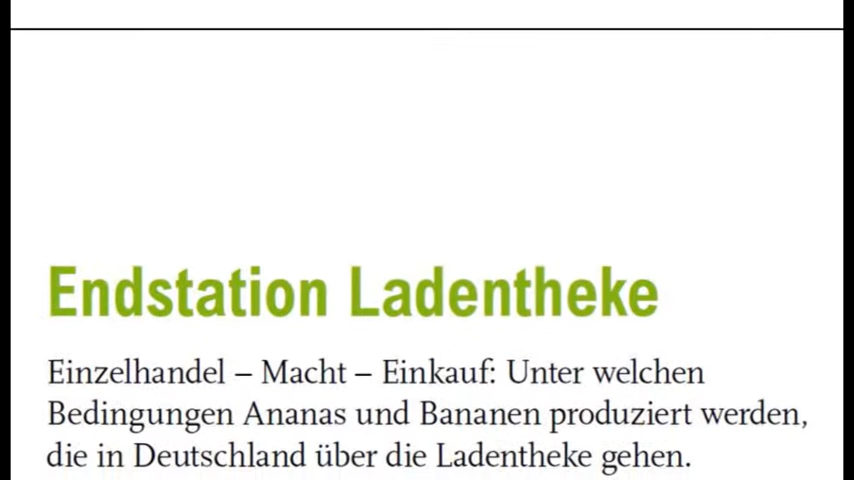 Endstation Ladentheke
Einzelhandel – Macht – Einkauf: Unter welchen
Bedingungen Ananas und Bananen produziert werden,
die in Deutschland über die Ladentheke gehen.